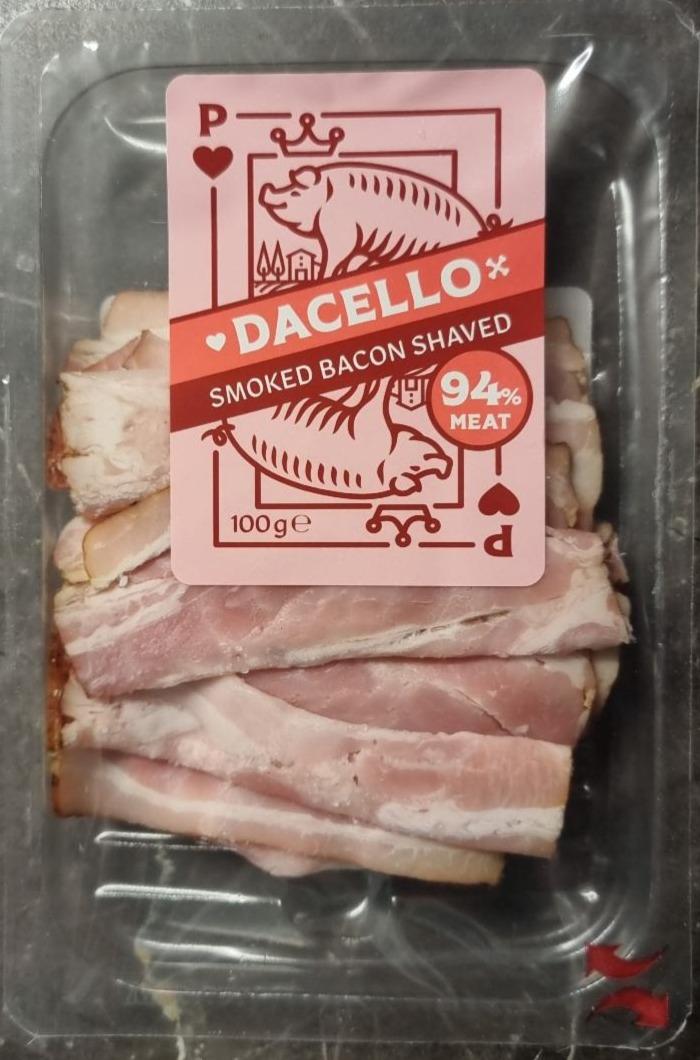 P
DACELLO
SMOKED BACON SHAVED
94%
MEAT
100g℮
P